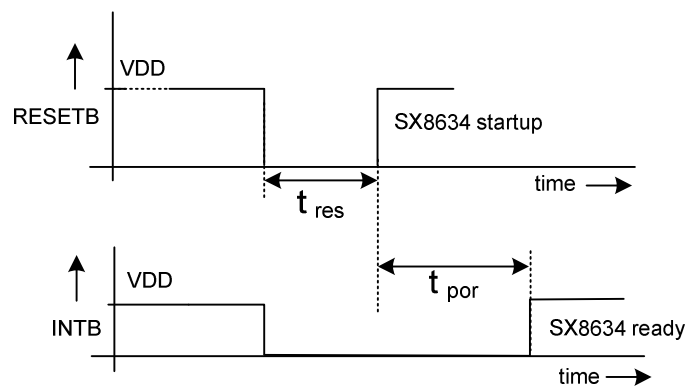 VDD
RESETB
SX8634 startup
time
t res
VDD
t por
INTB
SX8634 ready
time